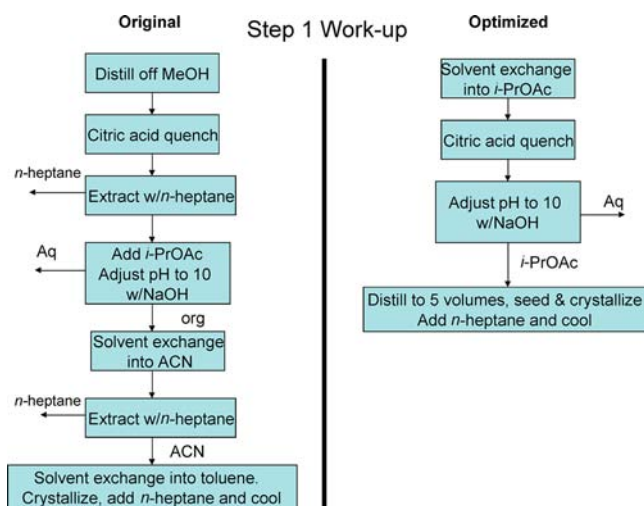 Original
Step 1 Work-up
Optimized
Distill off MeOH
Citric acid quench
n-heptane
Extract w/n-heptane
Aq
Add i-PrOAc
Adjust pH to 10
w/NaOH
org
Solvent exchange
into ACN
n-heptane
Extract w/n-heptane
ACN
Solvent exchange into toluene.
Crystallize, add n-heptane and cool
Solvent exchange
into i-PrOAc
Citric acid quench
Adjust pH to 10
w/NaOH
Aq
i-PrOAc
Distill to 5 volumes, seed & crystallize
Add n-heptane and cool